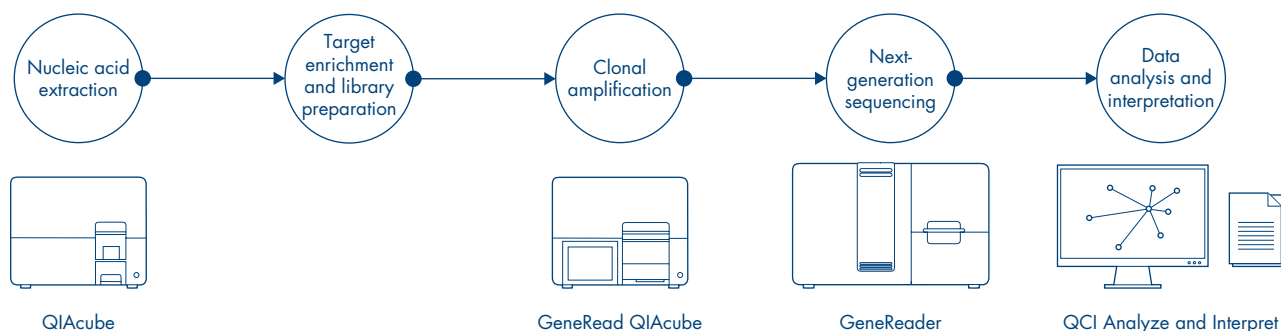 Nucleic acid
extraction
Target
enrichment
and library
preparation
Clonal
amplification
Next-
generation
sequencing
Data
analysis and
interpretation
QIAcube
GeneRead QIAcube
GeneReader
QCI Analyze and Interpret